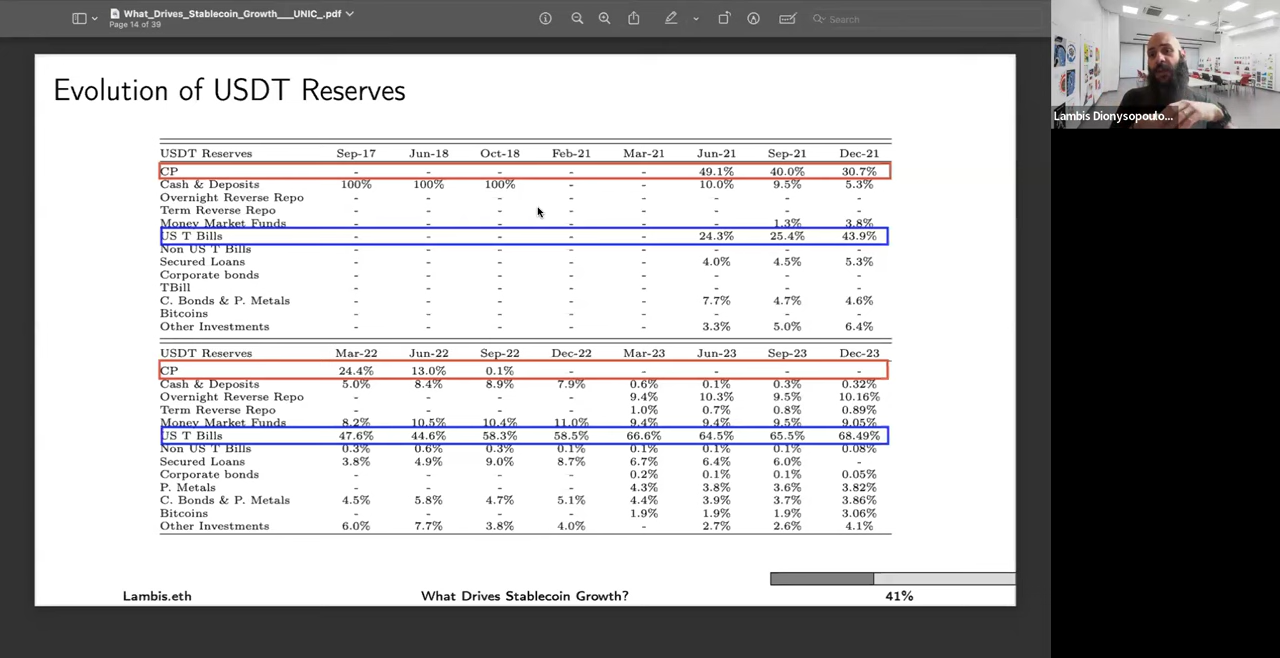 What_Drives_Stablecoin_Growth___UNIC_.pdf
Page 14 of 39
Search
Evolution of USDT Reserves
USDT Reserves Sep-17 Jun-18 Oct-18 Feb-21 Mar-21 Jun-21 Sep-21 Dec-21
CP - - - - - 49.1% 40.0% 30.7%
Cash & Deposits 100% 100% 100% - - 10.0% 9.5% 5.3%
Overnight Reverse Repo - - - - - - - -
Term Reverse Repo - - - - - - - -
Money Market Funds - - - - - - 1.3% 3.8%
US T Bills - - - - - 24.3% 25.4% 43.9%
Non US T Bills - - - - - - - -
Secured Loans - - - - - 4.0% 4.5% 5.3%
Corporate bonds - - - - - - - -
TBill - - - - - - - -
C. Bonds & P. Metals - - - - - 7.7% 4.7% 4.6%
Bitcoins - - - - - - - -
Other Investments - - - - - 3.3% 5.0% 6.4%
USDT Reserves Mar-22 Jun-22 Sep-22 Dec-22 Mar-23 Jun-23 Sep-23 Dec-23
CP 24.4% 13.0% 0.1% - - - - -
Cash & Deposits 5.0% 8.4% 8.9% 7.9% 0.6% 0.1% 0.3% 0.32%
Overnight Reverse Repo - - - - 9.4% 10.3% 9.5% 10.16%
Term Reverse Repo - - - - 1.0% 0.7% 0.8% 0.89%
Money Market Funds 8.2% 10.5% 10.4% 11.0% 9.4% 9.4% 9.5% 9.05%
US T Bills 47.6% 44.6% 58.3% 58.5% 66.6% 64.5% 65.5% 68.49%
Non US T Bills 0.3% 0.6% 0.3% 0.1% 0.1% 0.1% 0.1% 0.08%
Secured Loans 3.8% 4.9% 9.0% 8.7% 6.7% 6.4% 6.0% -
Corporate bonds - - - - 0.2% 0.1% 0.1% 0.05%
P. Metals - - - - 4.3% 3.8% 3.6% 3.82%
C. Bonds & P. Metals 4.5% 5.8% 4.7% 5.1% 4.4% 3.9% 3.7% 3.86%
Bitcoins - - - - 1.9% 1.9% 1.9% 3.06%
Other Investments 6.0% 7.7% 3.8% 4.0% - 2.7% 2.6% 4.1%
Lambis.eth What Drives Stablecoin Growth? 41%
Lambis Dionysopoulo...